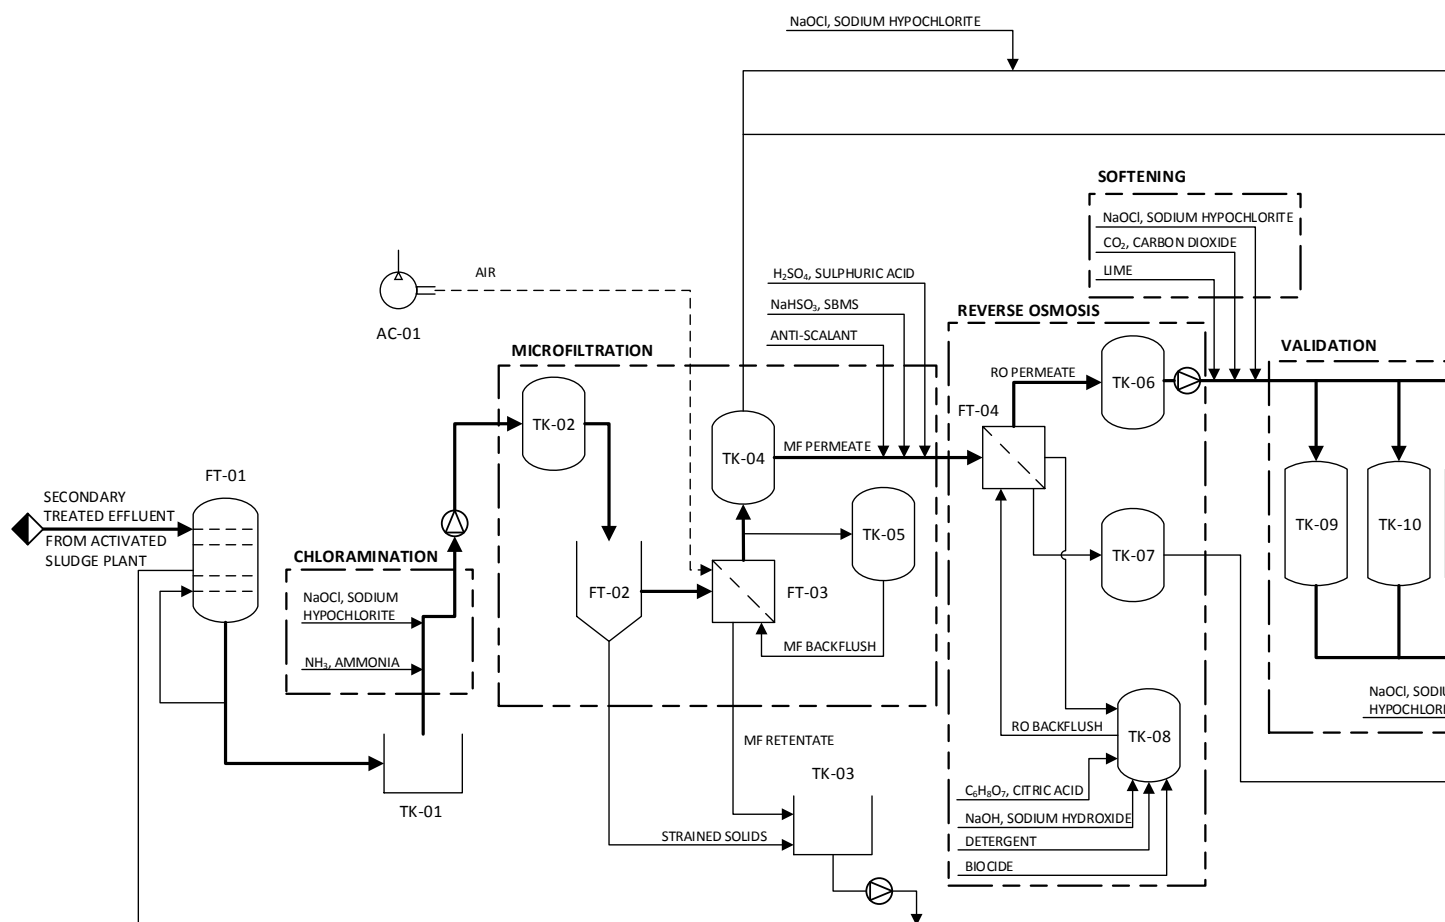 NaOCl, SODIUM HYPOCHLORITE
SOFTENING
NaOCl, SODIUM HYPOCHLORITE
CO₂, CARBON DIOXIDE
LIME
AIR
AC-01
H₂SO₄, SULPHURIC ACID
NaHSO₃, SBMS
ANTI-SCALANT
REVERSE OSMOSIS
MICROFILTRATION
VALIDATION
RO PERMEATE
TK-06
FT-04
TK-02
TK-04
MF PERMEATE
FT-01
SECONDARY
TREATED EFFLUENT
FROM ACTIVATED
SLUDGE PLANT
TK-05
TK-09
TK-10
TK-07
CHLORAMINATION
NaOCl, SODIUM
HYPOCHLORITE
NH₃, AMMONIA
FT-02
FT-03
MF BACKFLUSH
NaOCl, SODIU
HYPOCHLORI
RO BACKFLUSH
TK-08
MF RETENTATE
TK-03
TK-01
C₆H₈O₇, CITRIC ACID
NaOH, SODIUM HYDROXIDE
STRAINED SOLIDS
DETERGENT
BIOCIDE